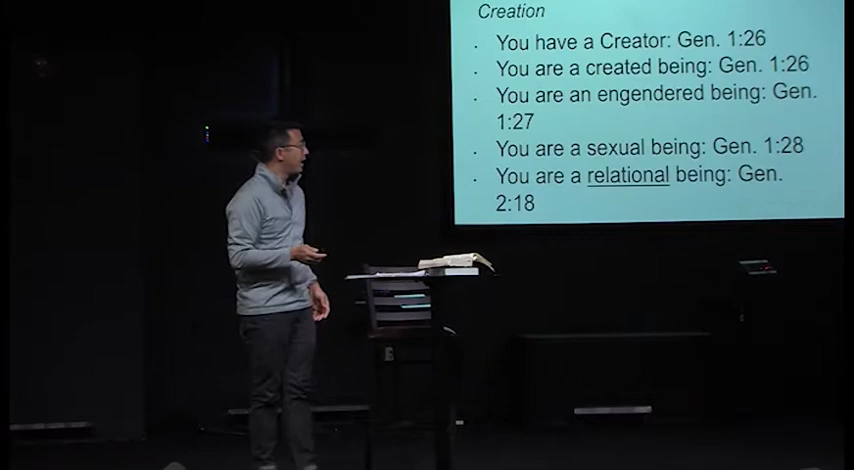 Creation
· You have a Creator: Gen. 1:26
· You are a created being: Gen. 1:26
· You are an engendered being: Gen.
1:27
· You are a sexual being: Gen. 1:28
· You are a relational being: Gen.
2:18